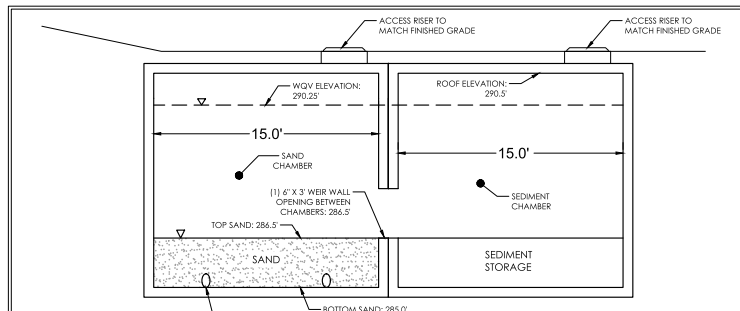 ACCESS RISER TO
MATCH FINISHED GRADE
ACCESS RISER TO
MATCH FINISHED GRADE
WQV ELEVATION:
290.25'
ROOF ELEVATION:
290.5'
15.0'
15.0'
SAND
CHAMBER
SEDIMENT
CHAMBER
(1) 6" X 3' WEIR WALL
OPENING BETWEEN
CHAMBERS: 286.5'
TOP SAND: 286.5'
SAND
SEDIMENT
STORAGE
BOTTOM SAND: 285.0'